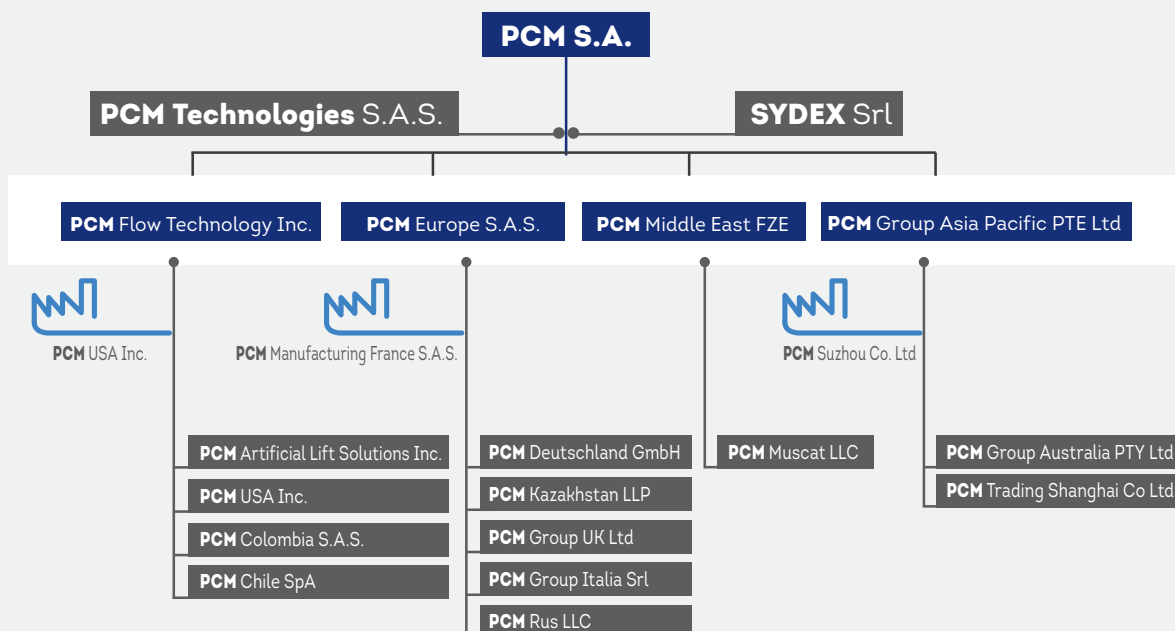 PCM S.A.
PCM Technologies S.A.S.
SYDEX Srl
PCM Flow Technology Inc.
PCM Europe S.A.S.
PCM Middle East FZE
PCM Group Asia Pacific PTE Ltd
PCM USA Inc.
PCM Manufacturing France S.A.S.
PCM Suzhou Co. Ltd
PCM Artificial Lift Solutions Inc.
PCM USA Inc.
PCM Colombia S.A.S.
PCM Chile SpA
PCM Deutschland GmbH
PCM Kazakhstan LLP
PCM Group UK Ltd
PCM Group Italia Srl
PCM Rus LLC
PCM Muscat LLC
PCM Group Australia PTY Ltd
PCM Trading Shanghai Co Ltd